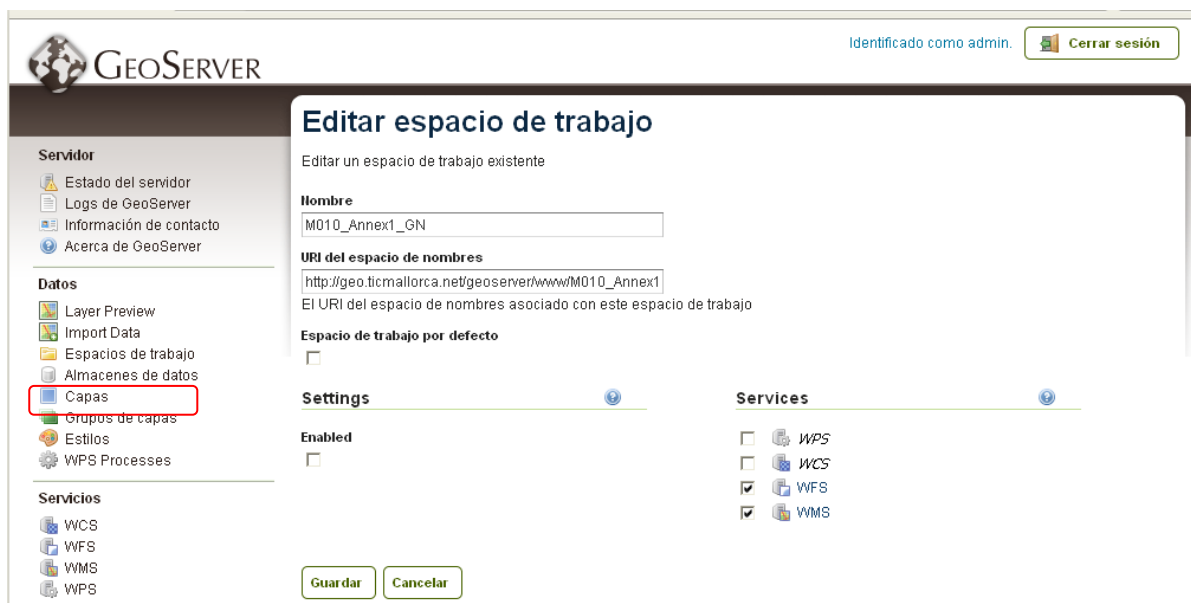 GEOSERVER
Identificado como admin.
Cerrar sesión
Servidor
Estado del servidor
Logs de GeoServer
Información de contacto
Acerca de GeoServer
Datos
Layer Preview
Import Data
Espacios de trabajo
Almacenes de datos
Capas
Grupos de capas
Estilos
WPS Processes
Servicios
WCS
WFS
WMS
WPS
Editar espacio de trabajo
Editar un espacio de trabajo existente
Nombre
M010_Annex1_GN
URI del espacio de nombres
http://geo.ticmallorca.net/geoserver/www/M010_Annex1
El URI del espacio de nombres asociado con este espacio de trabajo
Espacio de trabajo por defecto
Settings
Enabled
Services
WPS
WCS
WFS
WMS
Guardar
Cancelar